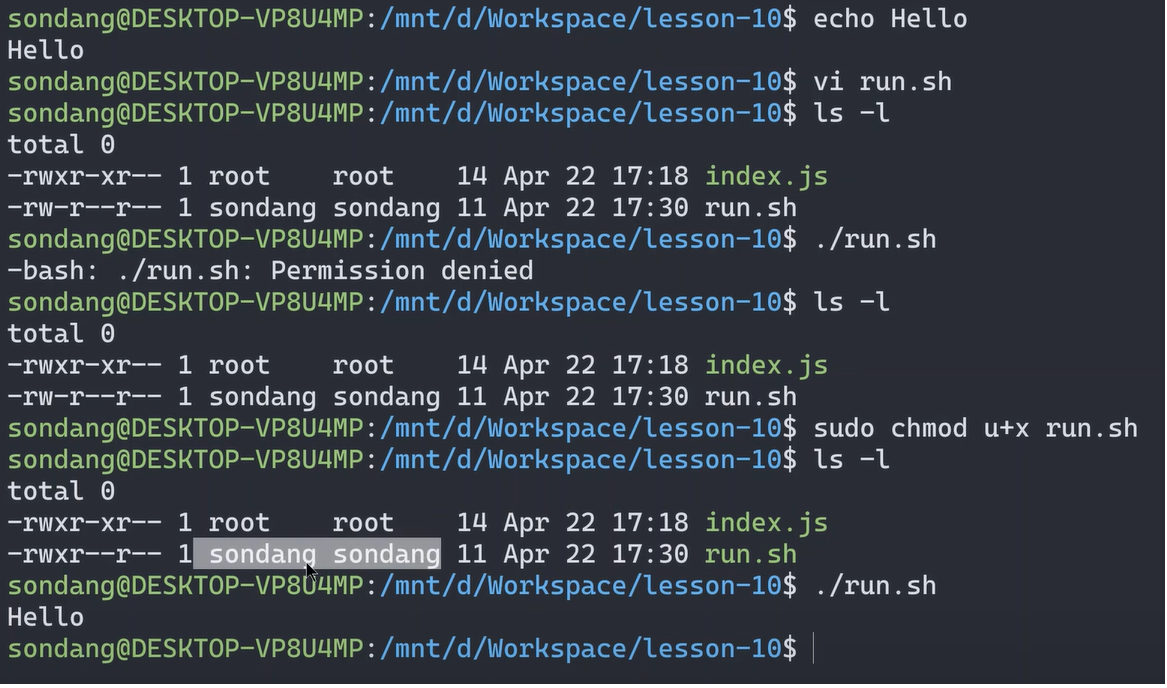 sondang@DESKTOP-VP8U4MP:/mnt/d/Workspace/lesson-10$ echo Hello
Hello
sondang@DESKTOP-VP8U4MP:/mnt/d/Workspace/lesson-10$ vi run.sh
sondang@DESKTOP-VP8U4MP:/mnt/d/Workspace/lesson-10$ ls -l
total 0
-rwxr-xr-- 1 root    root    14 Apr 22 17:18 index.js
-rw-r--r-- 1 sondang sondang 11 Apr 22 17:30 run.sh
sondang@DESKTOP-VP8U4MP:/mnt/d/Workspace/lesson-10$ ./run.sh
-bash: ./run.sh: Permission denied
sondang@DESKTOP-VP8U4MP:/mnt/d/Workspace/lesson-10$ ls -l
total 0
-rwxr-xr-- 1 root    root    14 Apr 22 17:18 index.js
-rw-r--r-- 1 sondang sondang 11 Apr 22 17:30 run.sh
sondang@DESKTOP-VP8U4MP:/mnt/d/Workspace/lesson-10$ sudo chmod u+x run.sh
sondang@DESKTOP-VP8U4MP:/mnt/d/Workspace/lesson-10$ ls -l
total 0
-rwxr-xr-- 1 root    root    14 Apr 22 17:18 index.js
-rwxr--r-- 1 sondang sondang 11 Apr 22 17:30 run.sh
sondang@DESKTOP-VP8U4MP:/mnt/d/Workspace/lesson-10$ ./run.sh
Hello
sondang@DESKTOP-VP8U4MP:/mnt/d/Workspace/lesson-10$